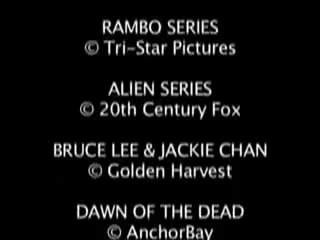 RAMBO SERIES
© Tri-Star Pictures
ALIEN SERIES
© 20th Century Fox
BRUCE LEE & JACKIE CHAN
© Golden Harvest
DAWN OF THE DEAD
© AnchorBay